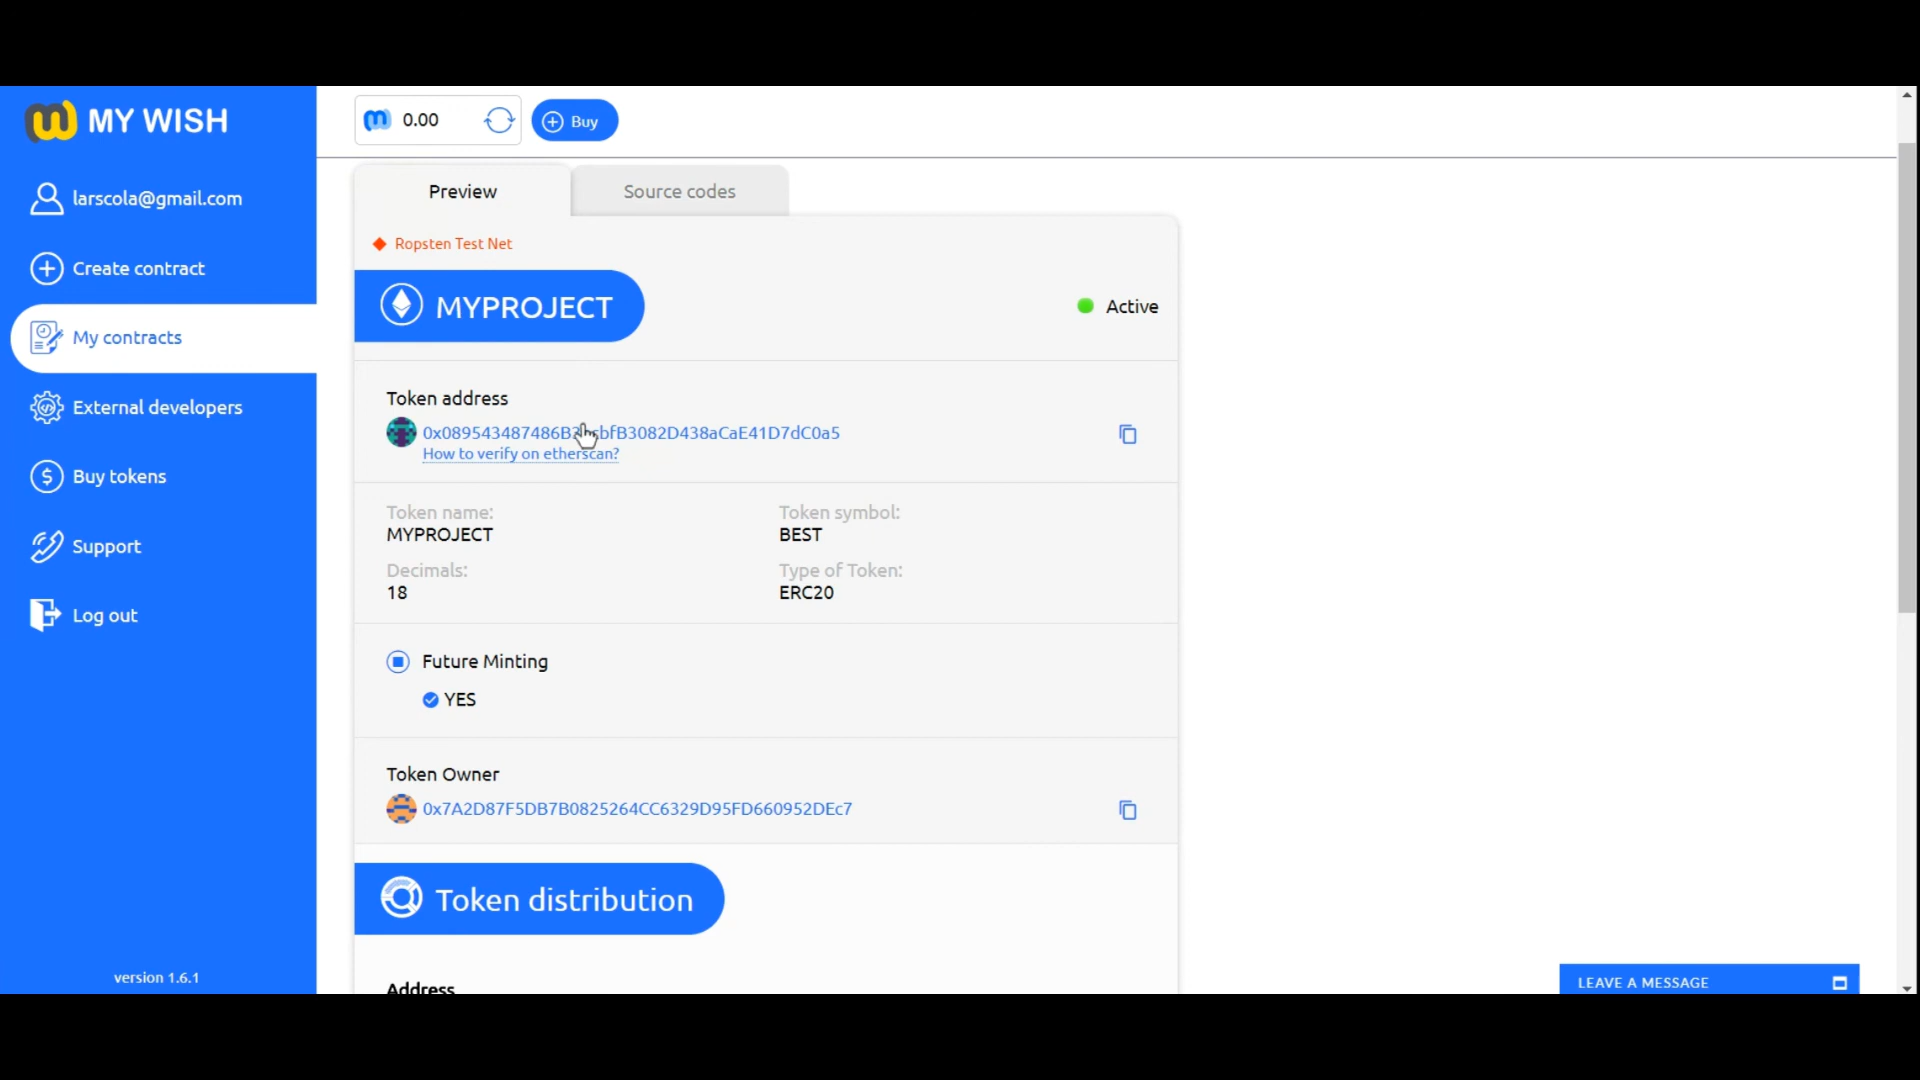 MY WISH
larscola@gmail.com
Create contract
My contracts
External developers
Buy tokens
Support
Log out
version 1.6.1
0.00
Buy
Preview
Source codes
Ropsten Test Net
MYPROJECT
Active
Token address
How to verify on etherscan?
Token name:
MYPROJECT
Token symbol:
BEST
Decimals:
18
Type of Token:
ERC20
Future Minting
YES
Token Owner
0x7A2D87F5DB7B0825264CC6329D95FD660952DEc7
Token distribution
Address
LEAVE A MESSAGE